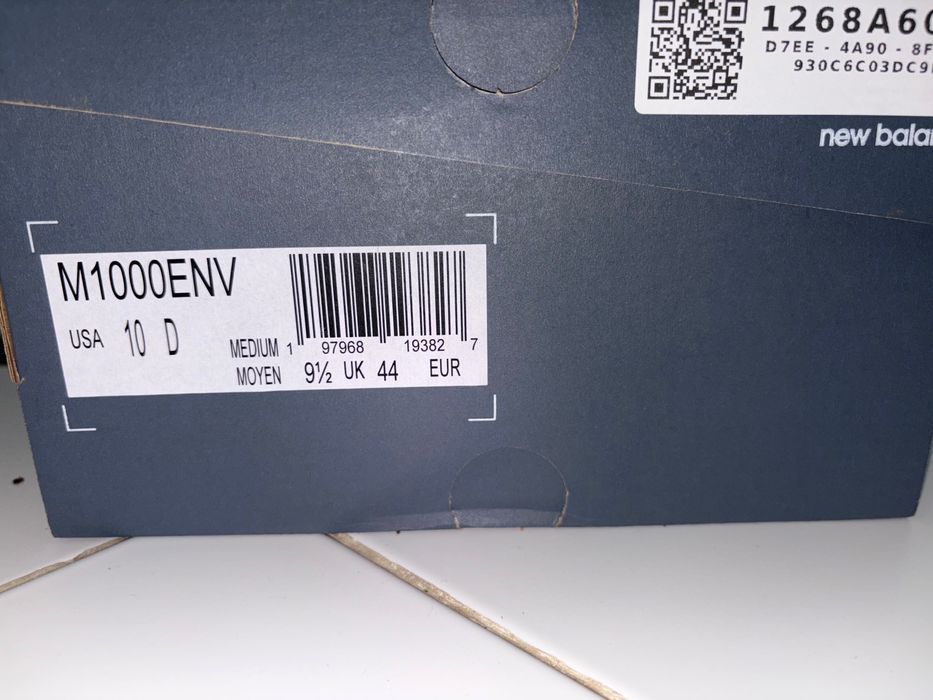 1268A60
D7EE - 4A90 - 8F
930C6C03DC9
new balan
M1000ENV
USA 10 D
MEDIUM 1 97968 19382 7
MOYEN 9½ UK 44 EUR